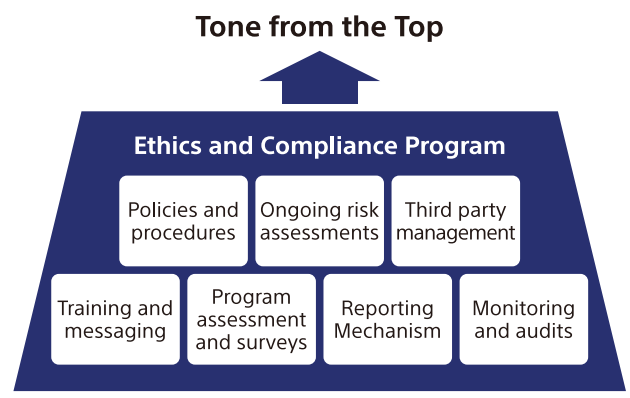 Tone from the Top
Ethics and Compliance Program
Policies and
procedures
Ongoing risk
assessments
Third party
management
Training and
messaging
Program
assessment
and surveys
Reporting
Mechanism
Monitoring
and audits